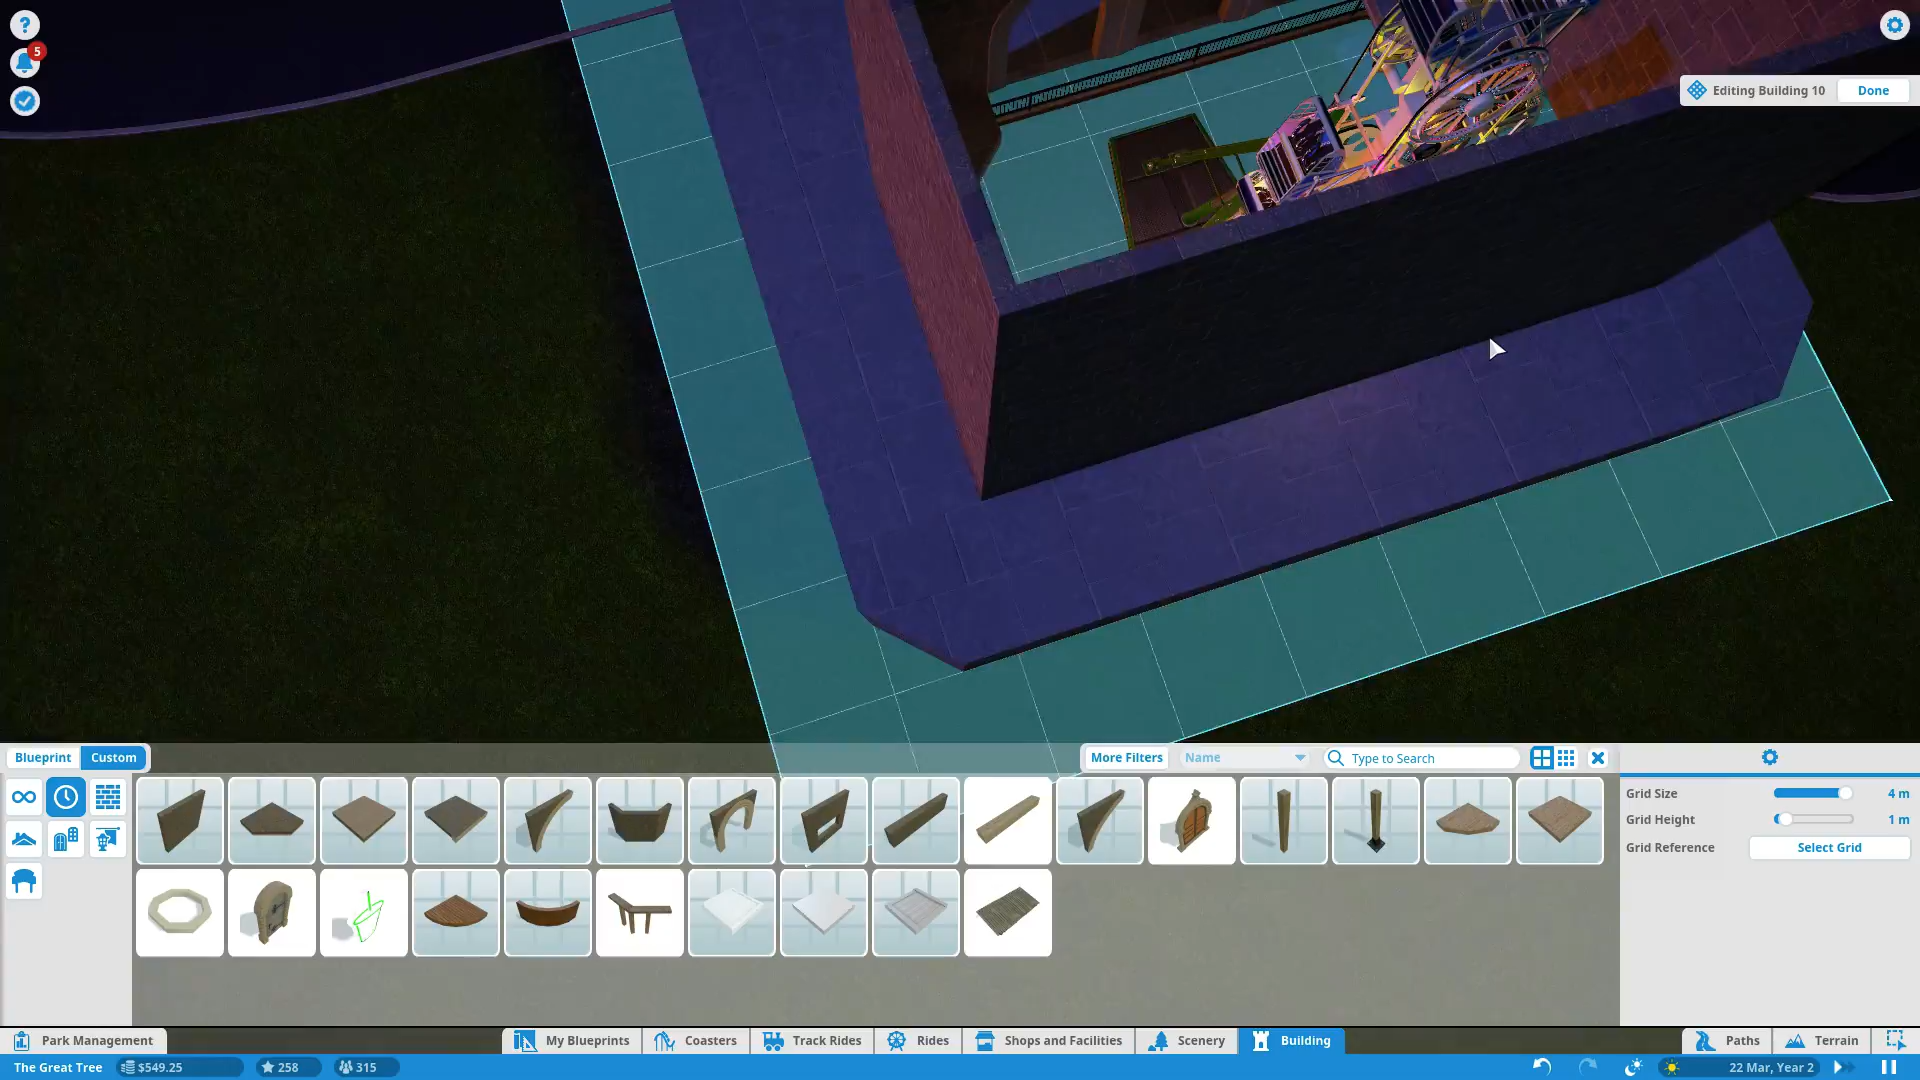 ?
5
Editing Building 10
Done
Blueprint
Custom
More Filters
Name
Type to Search
Grid Size
4 m
Grid Height
1 m
Grid Reference
Select Grid
Park Management
My Blueprints
Coasters
Track Rides
Rides
Shops and Facilities
Scenery
Building
Paths
Terrain
The Great Tree
$549.25
258
315
22 Mar, Year 2